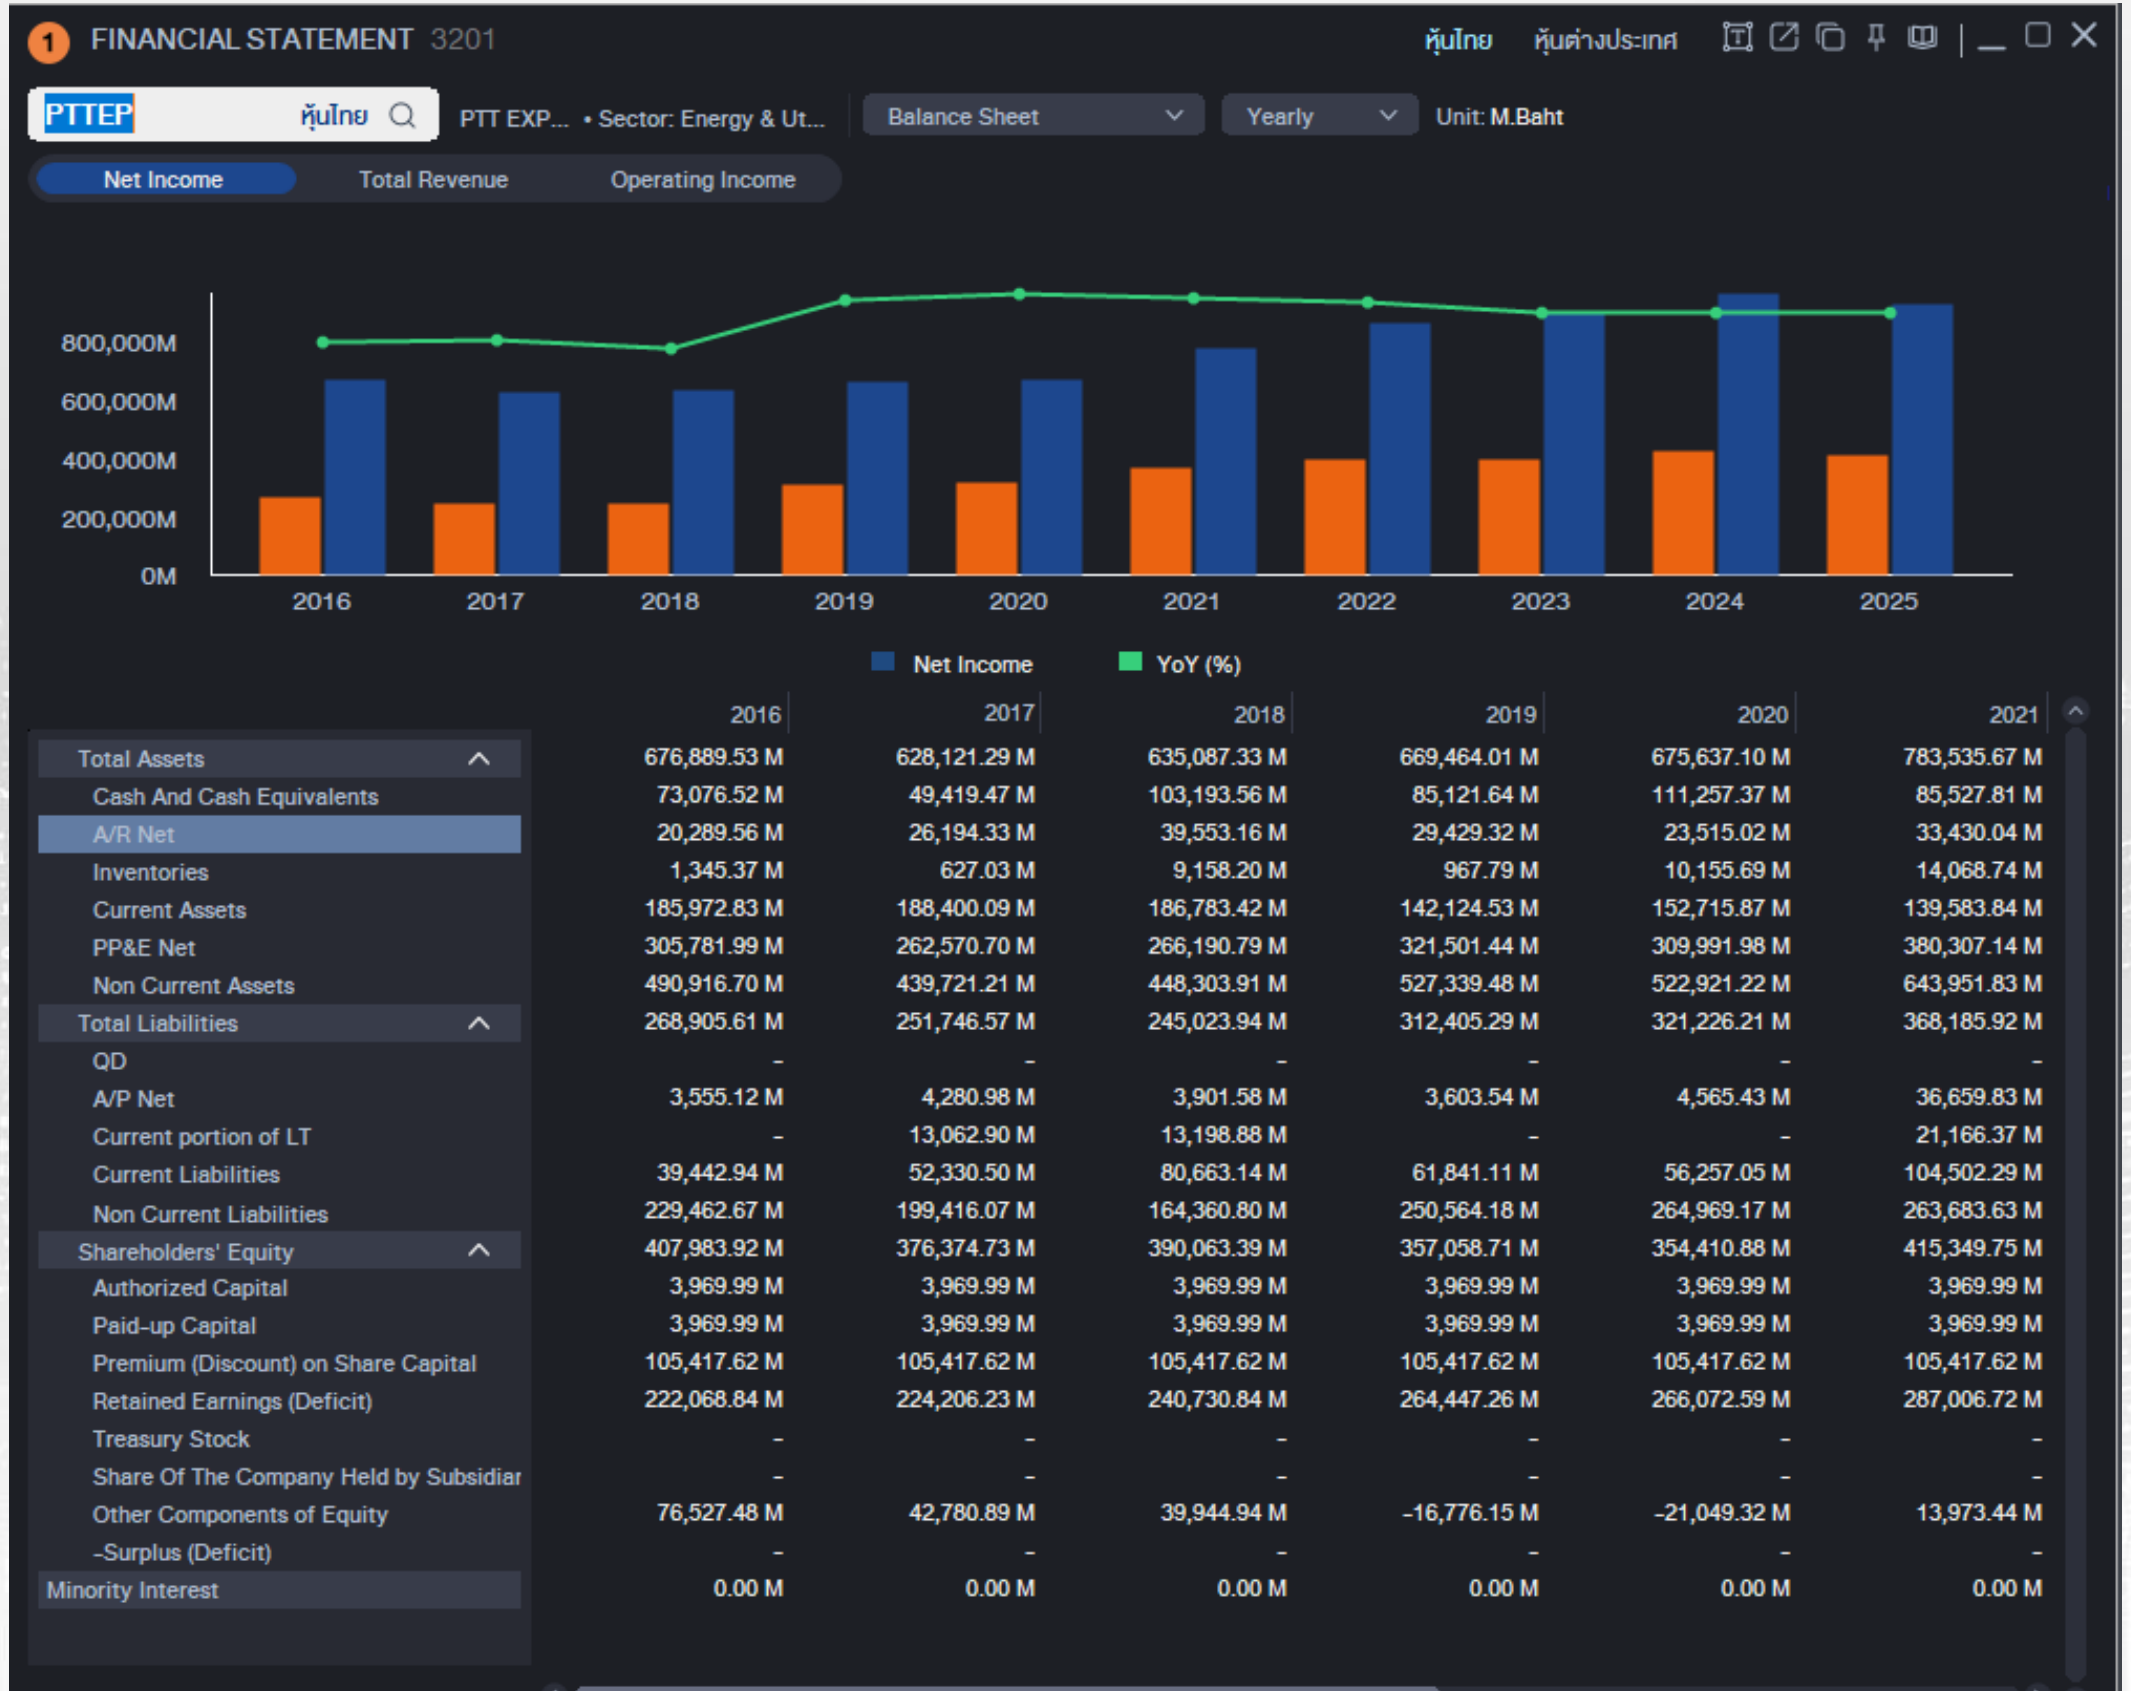 1 FINANCIAL STATEMENT 3201 หุ้นไทย หุ้นต่างประเทศ
PTTEP หุ้นไทย PTT EXP... • Sector: Energy & Ut... Balance Sheet Yearly Unit: M.Baht
Net Income Total Revenue Operating Income
800,000M
600,000M
400,000M
200,000M
0M
2016 2017 2018 2019 2020 2021 2022 2023 2024 2025
Net Income YoY (%)
2016 2017 2018 2019 2020 2021
Total Assets 676,889.53 M 628,121.29 M 635,087.33 M 669,464.01 M 675,637.10 M 783,535.67 M
Cash And Cash Equivalents 73,076.52 M 49,419.47 M 103,193.56 M 85,121.64 M 111,257.37 M 85,527.81 M
A/R Net 20,289.56 M 26,194.33 M 39,553.16 M 29,429.32 M 23,515.02 M 33,430.04 M
Inventories 1,345.37 M 627.03 M 9,158.20 M 967.79 M 10,155.69 M 14,068.74 M
Current Assets 185,972.83 M 188,400.09 M 186,783.42 M 142,124.53 M 152,715.87 M 139,583.84 M
PP&E Net 305,781.99 M 262,570.70 M 266,190.79 M 321,501.44 M 309,991.98 M 380,307.14 M
Non Current Assets 490,916.70 M 439,721.21 M 448,303.91 M 527,339.48 M 522,921.22 M 643,951.83 M
Total Liabilities 268,905.61 M 251,746.57 M 245,023.94 M 312,405.29 M 321,226.21 M 368,185.92 M
QD - - - - - -
A/P Net 3,555.12 M 4,280.98 M 3,901.58 M 3,603.54 M 4,565.43 M 36,659.83 M
Current portion of LT - 13,062.90 M 13,198.88 M - - 21,166.37 M
Current Liabilities 39,442.94 M 52,330.50 M 80,663.14 M 61,841.11 M 56,257.05 M 104,502.29 M
Non Current Liabilities 229,462.67 M 199,416.07 M 164,360.80 M 250,564.18 M 264,969.17 M 263,683.63 M
Shareholders' Equity 407,983.92 M 376,374.73 M 390,063.39 M 357,058.71 M 354,410.88 M 415,349.75 M
Authorized Capital 3,969.99 M 3,969.99 M 3,969.99 M 3,969.99 M 3,969.99 M 3,969.99 M
Paid-up Capital 3,969.99 M 3,969.99 M 3,969.99 M 3,969.99 M 3,969.99 M 3,969.99 M
Premium (Discount) on Share Capital 105,417.62 M 105,417.62 M 105,417.62 M 105,417.62 M 105,417.62 M 105,417.62 M
Retained Earnings (Deficit) 222,068.84 M 224,206.23 M 240,730.84 M 264,447.26 M 266,072.59 M 287,006.72 M
Treasury Stock - - - - - -
Share Of The Company Held by Subsidiar - - - - - -
Other Components of Equity 76,527.48 M 42,780.89 M 39,944.94 M -16,776.15 M -21,049.32 M 13,973.44 M
-Surplus (Deficit) - - - - - -
Minority Interest 0.00 M 0.00 M 0.00 M 0.00 M 0.00 M 0.00 M